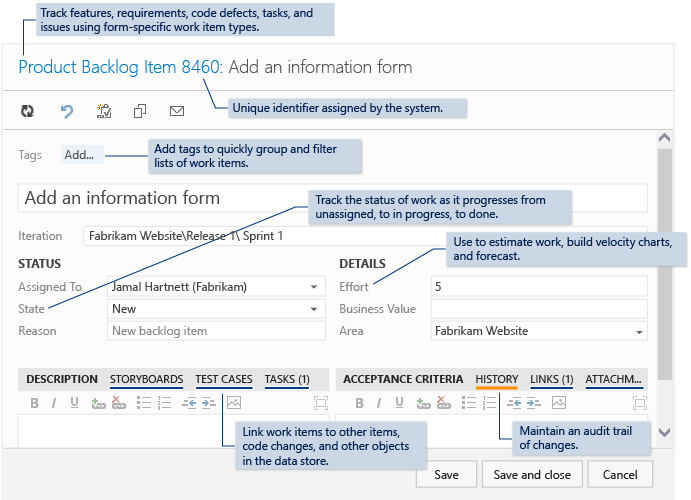 Track features, requirements, code defects, tasks, and
issues using form-specific work item types.
Product Backlog Item 8460: Add an information form
Unique identifier assigned by the system.
Tags Add...
Add tags to quickly group and filter
lists of work items.
Add an information form
Track the status of work as it progresses from
unassigned, to in progress, to done.
Iteration Fabrikam Website\Release 1\ Sprint 1
Use to estimate work, build velocity charts,
and forecast.
STATUS DETAILS
Assigned To Jamal Hartnett (Fabrikam) Effort 5
State New Business Value
Reason New backlog item Area Fabrikam Website
DESCRIPTION STORYBOARDS TEST CASES TASKS (1) ACCEPTANCE CRITERIA HISTORY LINKS (1) ATTACHM...
B I U B I U
Link work items to other items,
code changes, and other objects
in the data store.
Maintain an audit trail
of changes.
Save Save and close Cancel